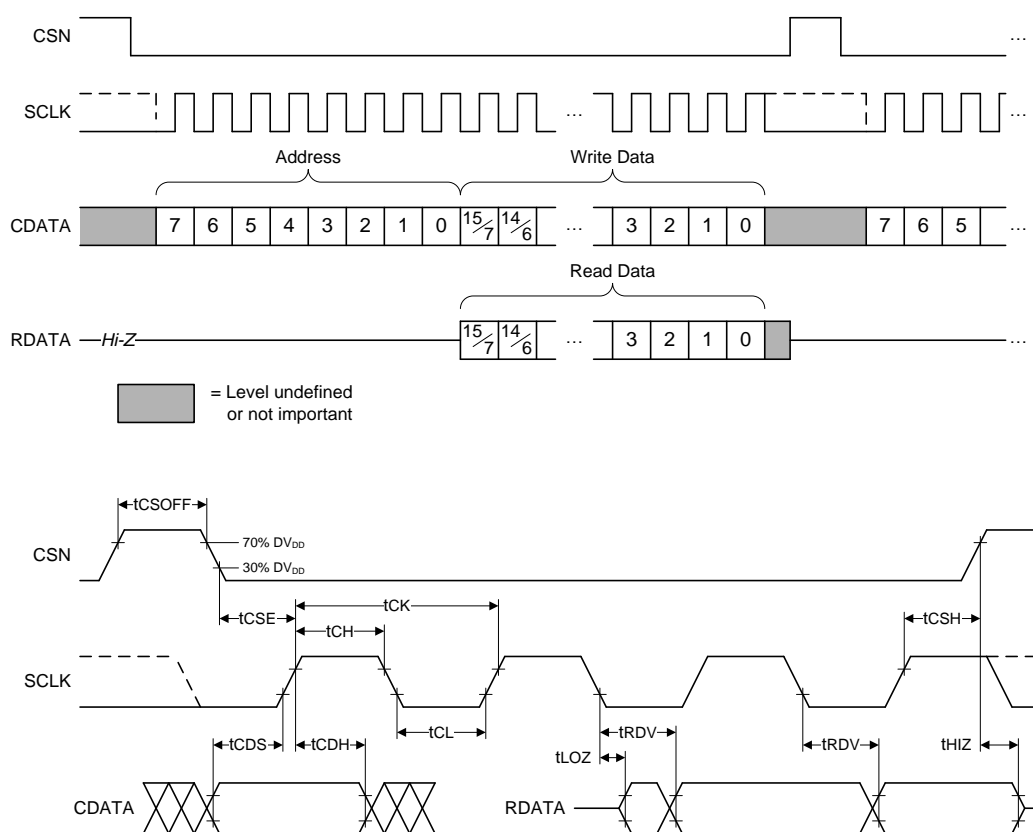 CSN
...
SCLK
...
...
Address
Write Data
CDATA
7 6 5 4 3 2 1 0 15/7 14/6 ... 3 2 1 0 7 6 5 ...
Read Data
RDATA
Hi-Z
15/7 14/6 ... 3 2 1 0 ...
= Level undefined
or not important
tCSOFF
CSN
70% DVDD
30% DVDD
tCSE
tCK
tCH
tCSH
SCLK
tCDS
tCDH
tCL
tRDV
tRDV
tLOZ
tHIZ
CDATA
RDATA